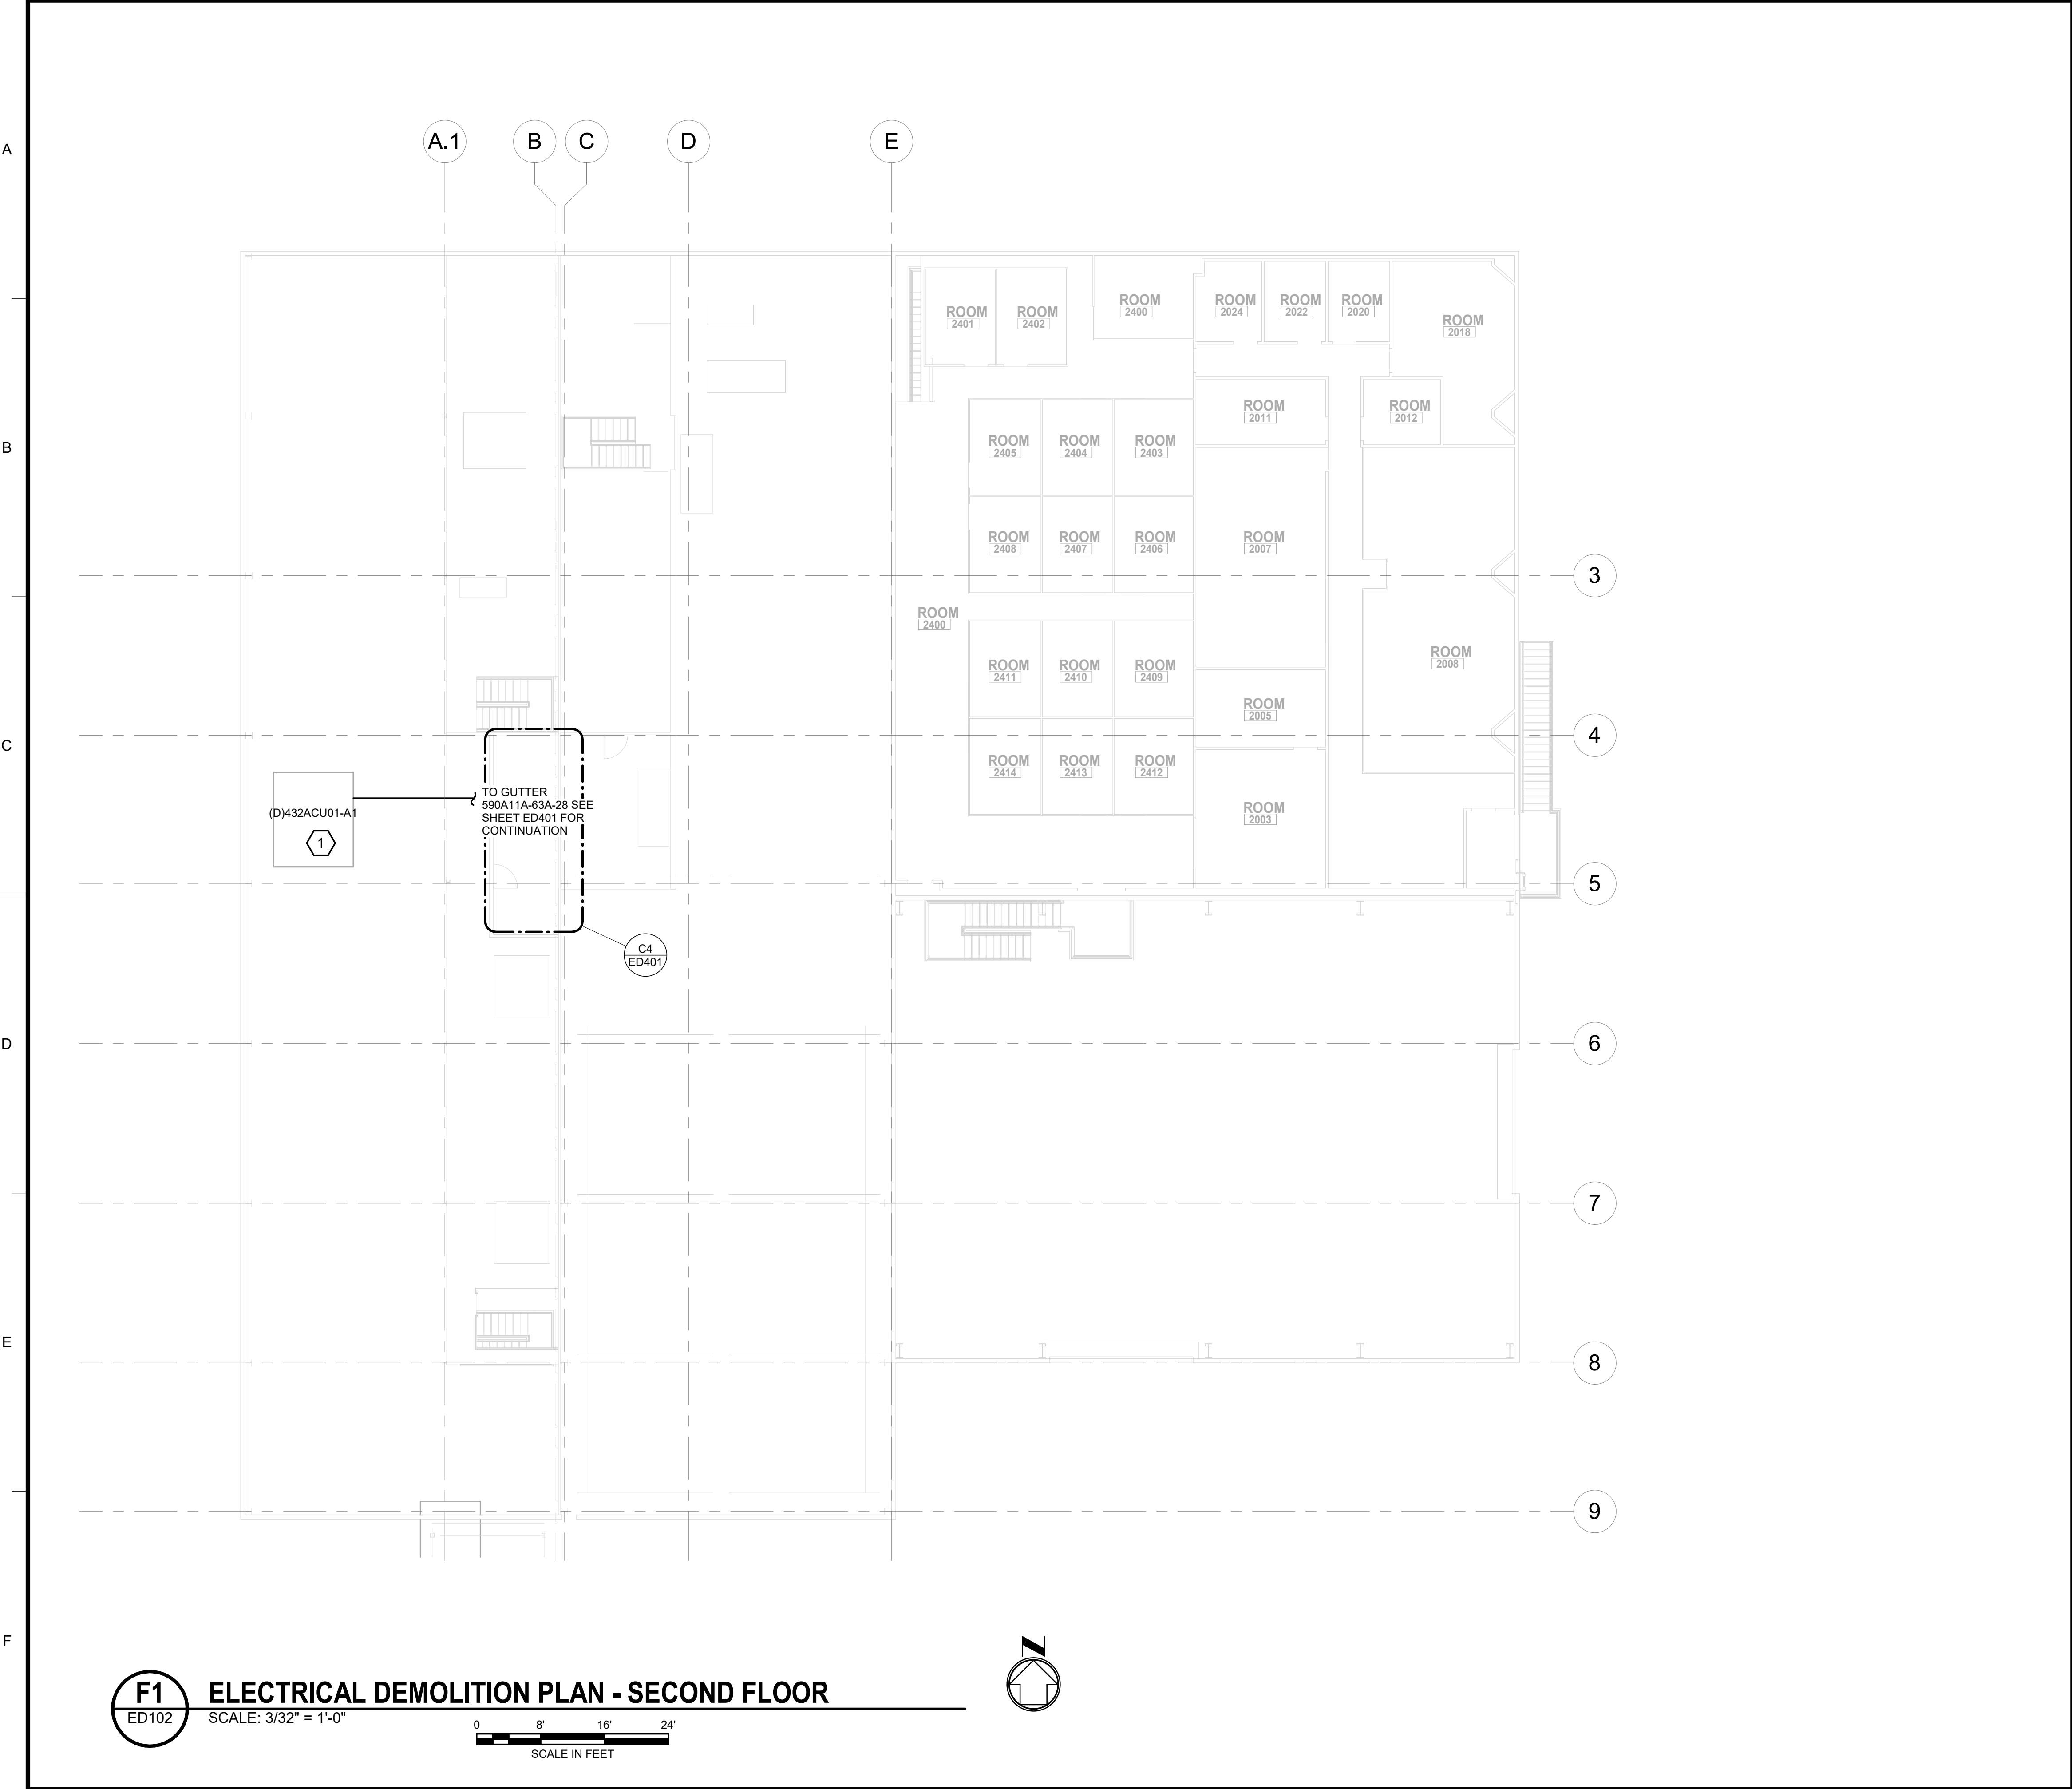 A.1 B C D E
A
B
C
D
E
F
ROOM
2401
ROOM
2402
ROOM
2400
ROOM
2024
ROOM
2022
ROOM
2020
ROOM
2018
ROOM
2011
ROOM
2012
ROOM
2405
ROOM
2404
ROOM
2403
ROOM
2408
ROOM
2407
ROOM
2406
ROOM
2007
3
ROOM
2400
ROOM
2411
ROOM
2410
ROOM
2409
ROOM
2008
ROOM
2005
4
ROOM
2414
ROOM
2413
ROOM
2412
ROOM
2003
(D)432ACU01-A1
1
TO GUTTER
590A11A-63A-28 SEE
SHEET ED401 FOR
CONTINUATION
5
C4
ED401
6
7
8
9
N
F1
ED102
ELECTRICAL DEMOLITION PLAN - SECOND FLOOR
SCALE: 3/32" = 1'-0"
0 8' 16' 24'
SCALE IN FEET